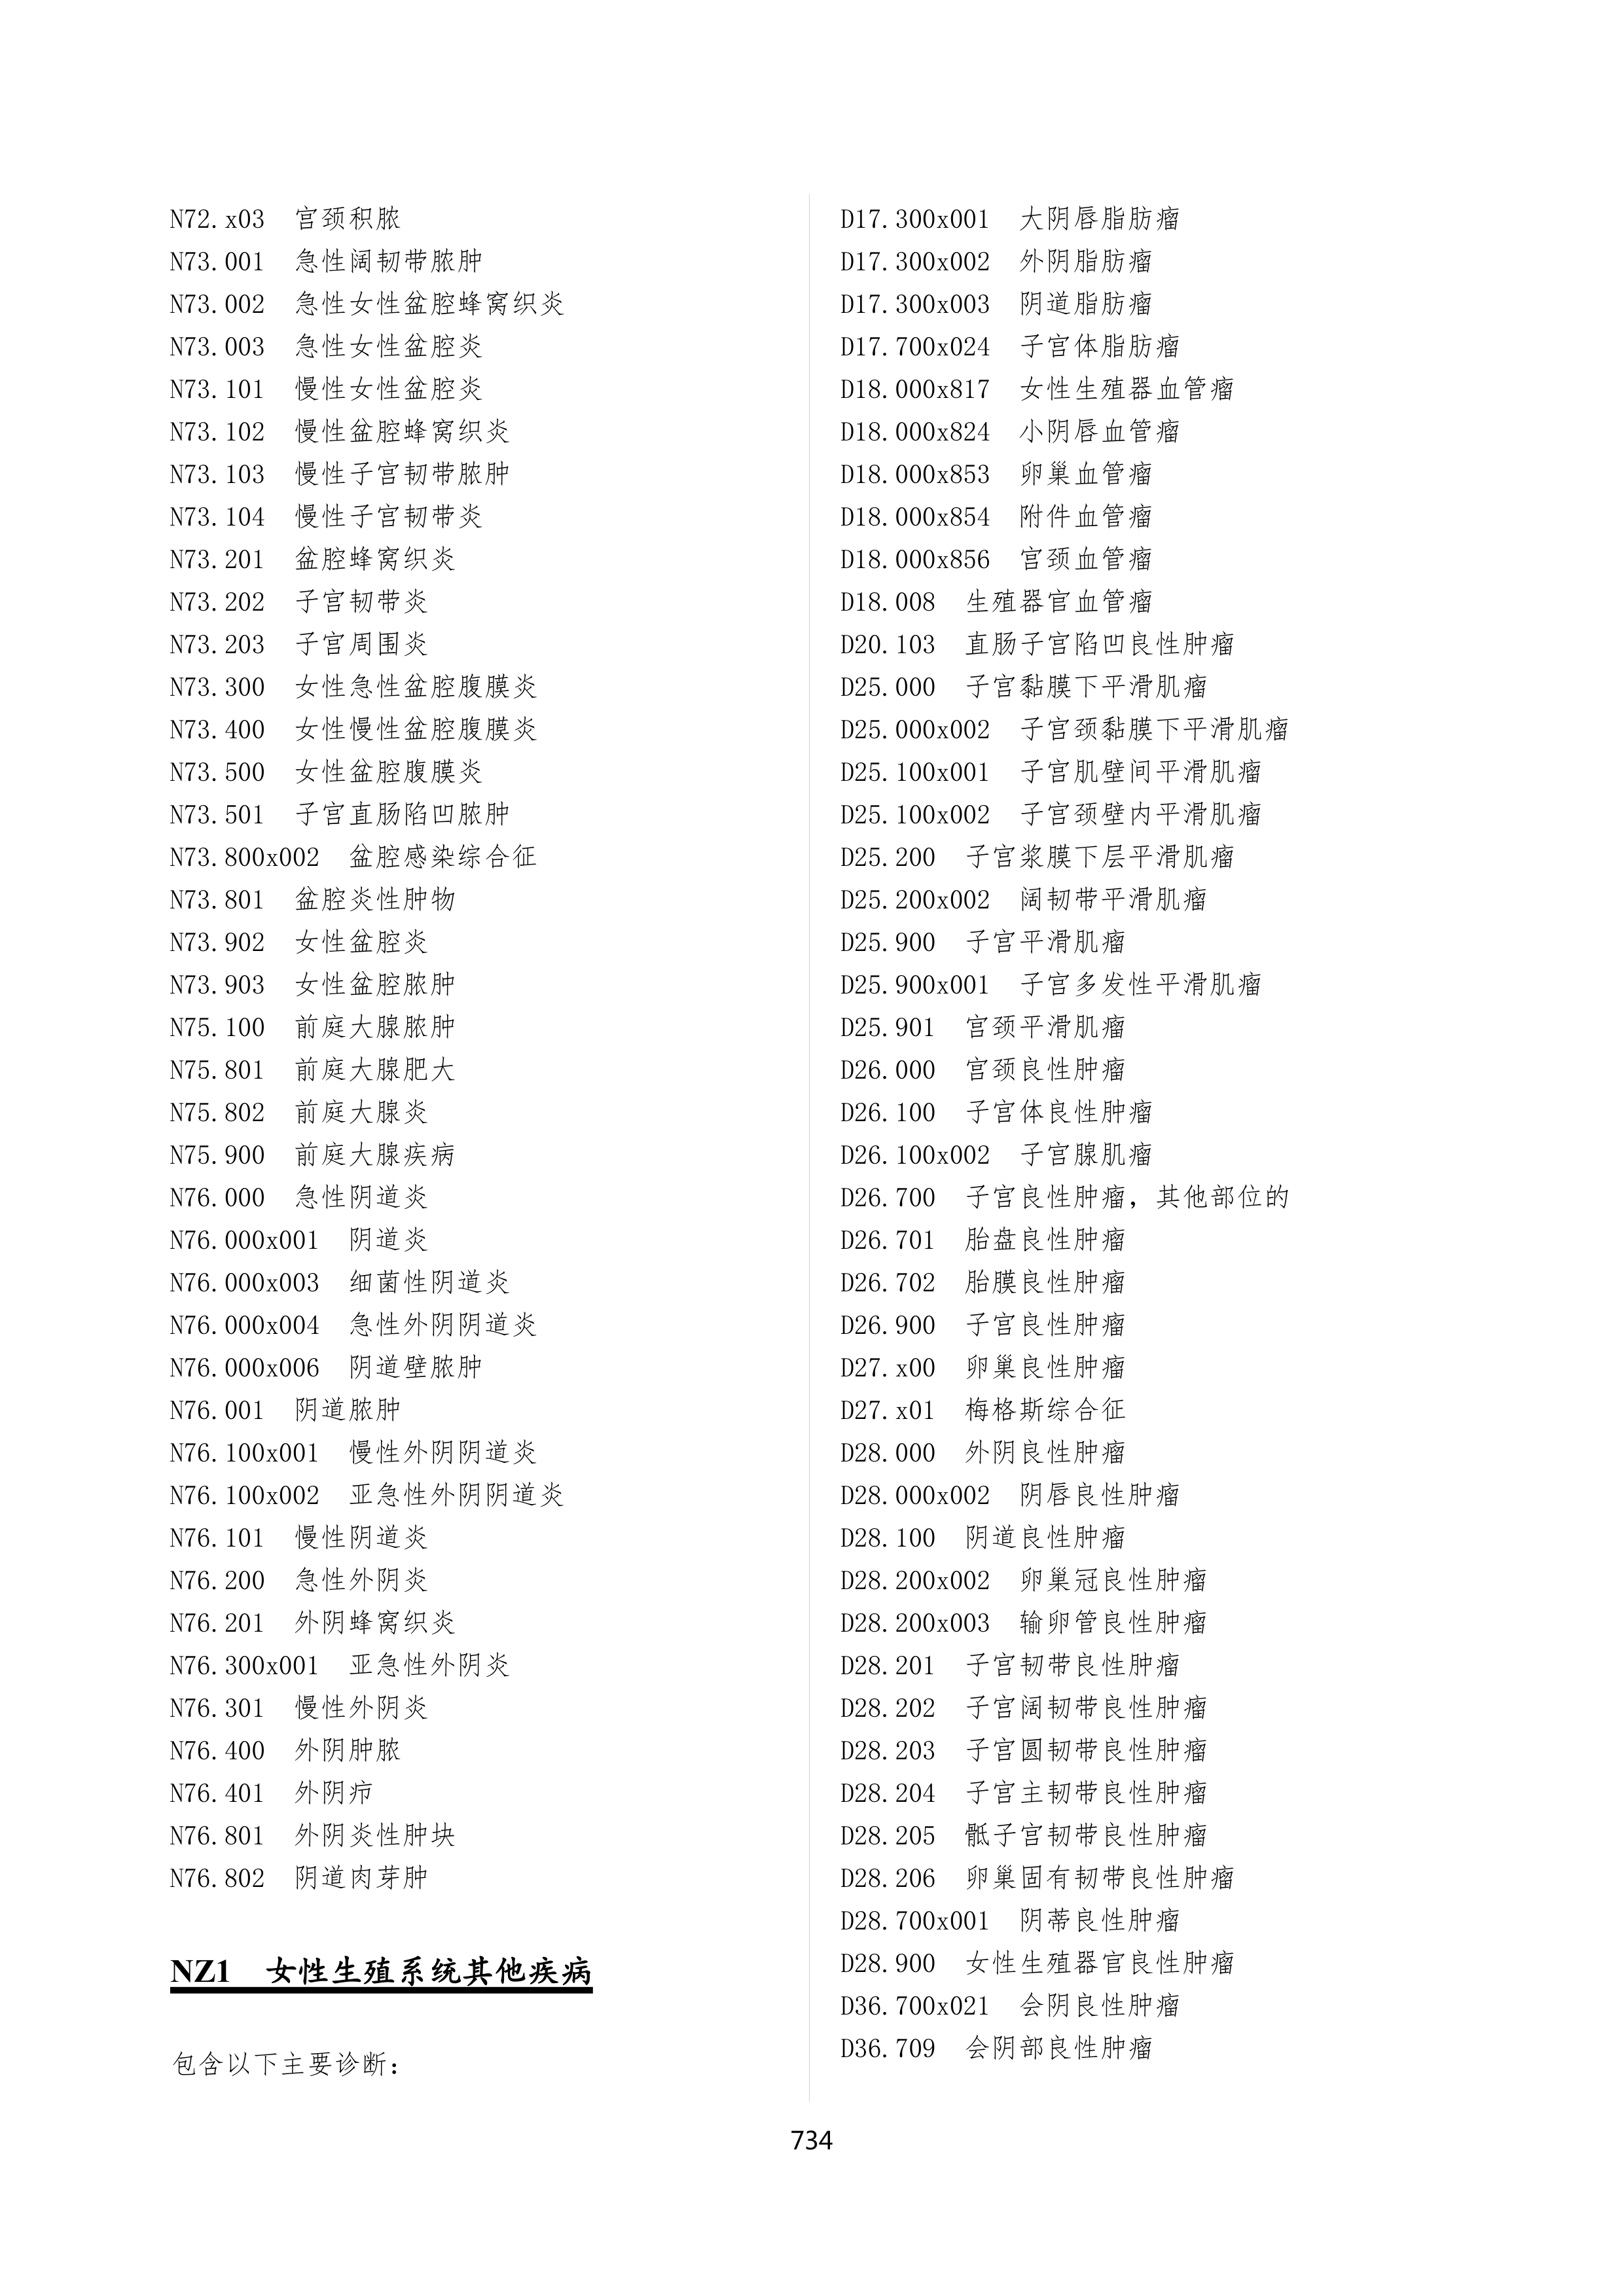 N72.x03 宫颈积脓
N73.001 急性阔韧带脓肿
N73.002 急性女性盆腔蜂窝织炎
N73.003 急性女性盆腔炎
N73.101 慢性女性盆腔炎
N73.102 慢性盆腔蜂窝织炎
N73.103 慢性子宫韧带脓肿
N73.104 慢性子宫韧带炎
N73.201 盆腔蜂窝织炎
N73.202 子宫韧带炎
N73.203 子宫周围炎
N73.300 女性急性盆腔腹膜炎
N73.400 女性慢性盆腔腹膜炎
N73.500 女性盆腔腹膜炎
N73.501 子宫直肠陷凹脓肿
N73.800x002 盆腔感染综合征
N73.801 盆腔炎性肿物
N73.902 女性盆腔炎
N73.903 女性盆腔脓肿
N75.100 前庭大腺脓肿
N75.801 前庭大腺肥大
N75.802 前庭大腺炎
N75.900 前庭大腺疾病
N76.000 急性阴道炎
N76.000x001 阴道炎
N76.000x003 细菌性阴道炎
N76.000x004 急性外阴阴道炎
N76.000x006 阴道壁脓肿
N76.001 阴道脓肿
N76.100x001 慢性外阴阴道炎
N76.100x002 亚急性外阴阴道炎
N76.101 慢性阴道炎
N76.200 急性外阴炎
N76.201 外阴蜂窝织炎
N76.300x001 亚急性外阴炎
N76.301 慢性外阴炎
N76.400 外阴肿脓
N76.401 外阴疖
N76.801 外阴炎性肿块
N76.802 阴道肉芽肿
NZ1 女性生殖系统其他疾病
包含以下主要诊断：
D17.300x001 大阴唇脂肪瘤
D17.300x002 外阴脂肪瘤
D17.300x003 阴道脂肪瘤
D17.700x024 子宫体脂肪瘤
D18.000x817 女性生殖器血管瘤
D18.000x824 小阴唇血管瘤
D18.000x853 卵巢血管瘤
D18.000x854 附件血管瘤
D18.000x856 宫颈血管瘤
D18.008 生殖器官血管瘤
D20.103 直肠子宫陷凹良性肿瘤
D25.000 子宫黏膜下平滑肌瘤
D25.000x002 子宫颈黏膜下平滑肌瘤
D25.100x001 子宫肌壁间平滑肌瘤
D25.100x002 子宫颈壁内平滑肌瘤
D25.200 子宫浆膜下层平滑肌瘤
D25.200x002 阔韧带平滑肌瘤
D25.900 子宫平滑肌瘤
D25.900x001 子宫多发性平滑肌瘤
D25.901 宫颈平滑肌瘤
D26.000 宫颈良性肿瘤
D26.100 子宫体良性肿瘤
D26.100x002 子宫腺肌瘤
D26.700 子宫良性肿瘤，其他部位的
D26.701 胎盘良性肿瘤
D26.702 胎膜良性肿瘤
D26.900 子宫良性肿瘤
D27.x00 卵巢良性肿瘤
D27.x01 梅格斯综合征
D28.000 外阴良性肿瘤
D28.000x002 阴唇良性肿瘤
D28.100 阴道良性肿瘤
D28.200x002 卵巢冠良性肿瘤
D28.200x003 输卵管良性肿瘤
D28.201 子宫韧带良性肿瘤
D28.202 子宫阔韧带良性肿瘤
D28.203 子宫圆韧带良性肿瘤
D28.204 子宫主韧带良性肿瘤
D28.205 骶子宫韧带良性肿瘤
D28.206 卵巢固有韧带良性肿瘤
D28.700x001 阴蒂良性肿瘤
D28.900 女性生殖器官良性肿瘤
D36.700x021 会阴良性肿瘤
D36.709 会阴部良性肿瘤
734